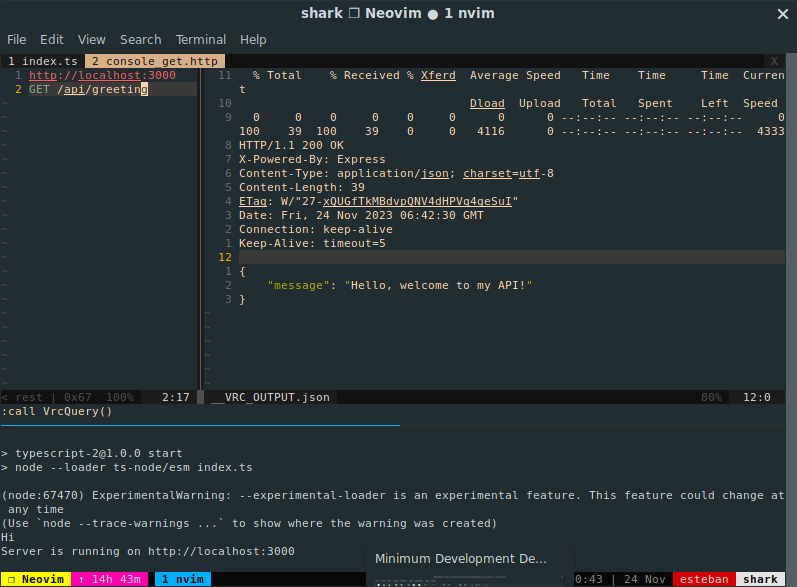 shark ❐ Neovim ● 1 nvim
File Edit View Search Terminal Help
1 index.ts 2 console_get.http X
1 http://localhost:3000
2 GET /api/greeting
11 % Total % Received % Xferd Average Speed Time Time Time Curren
t
10 Dload Upload Total Spent Left Speed
9 0 0 0 0 0 0 0 0 --:--:-- --:--:-- --:--:-- 0
100 39 100 39 0 0 4116 0 --:--:-- --:--:-- --:--:-- 4333
8 HTTP/1.1 200 OK
7 X-Powered-By: Express
6 Content-Type: application/json; charset=utf-8
5 Content-Length: 39
4 ETag: W/"27-xQUGfTkMBdvpQNV4dHPVq4qeSuI"
3 Date: Fri, 24 Nov 2023 06:42:30 GMT
2 Connection: keep-alive
1 Keep-Alive: timeout=5
12
1 {
2 "message": "Hello, welcome to my API!"
3 }
< rest | 0x67 100% 2:17 __VRC_OUTPUT.json 80% 12:0
:call VrcQuery()
> typescript-2@1.0.0 start
> node --loader ts-node/esm index.ts
(node:67470) ExperimentalWarning: --experimental-loader is an experimental feature. This feature could change at
any time
(Use `node --trace-warnings ...` to show where the warning was created)
Hi
Server is running on http://localhost:3000
Minimum Development De...
❐ Neovim ↑ 14h 43m 1 nvim 0:43 | 24 Nov esteban shark